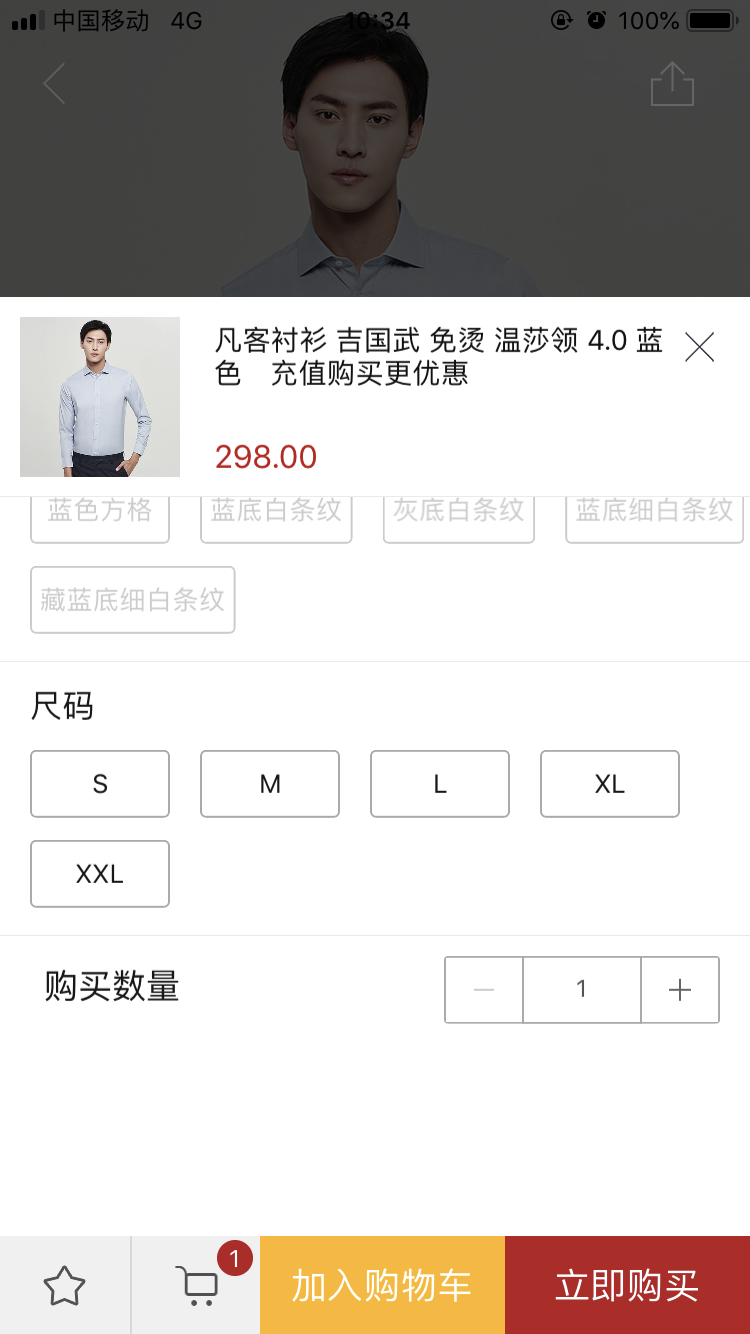 中国移动 4G 10:34 100%
凡客衬衫 吉国武 免烫 温莎领 4.0 蓝
色 充值购买更优惠
298.00
蓝色方格 蓝底白条纹 灰底白条纹 蓝底细白条纹
藏蓝底细白条纹
尺码
S M L XL
XXL
购买数量 1
1
加入购物车 立即购买